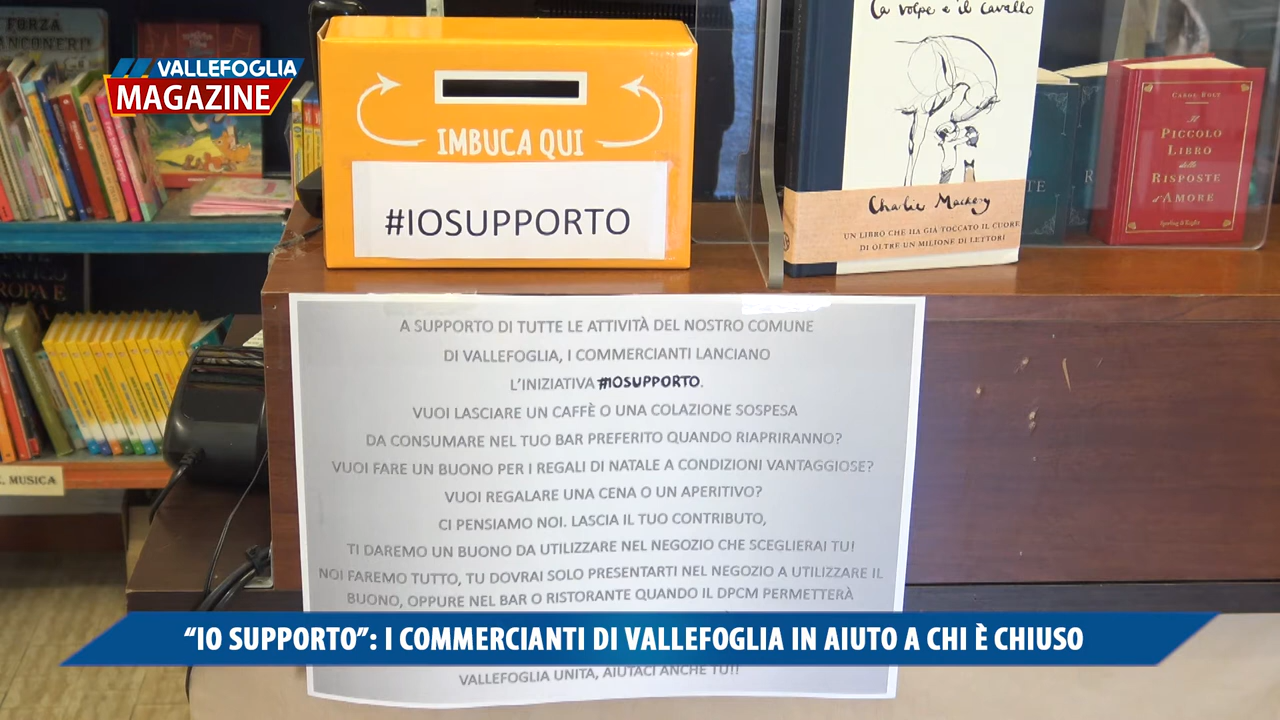 VALLEFOGLIA
MAGAZINE
FORZA
IMBUCA QUI
#IOSUPPORTO
La volpe e il cavallo
Charlie Mackesy
UN LIBRO CHE HA GIÀ TOCCATO IL CUORE
DI OLTRE UN MILIONE DI LETTORI
CAROL BOLT
IL
PICCOLO
LIBRO
delle
RISPOSTE
d'AMORE
A SUPPORTO DI TUTTE LE ATTIVITÀ DEL NOSTRO COMUNE
DI VALLEFOGLIA, I COMMERCIANTI LANCIANO
L'INIZIATIVA #IOSUPPORTO.
VUOI LASCIARE UN CAFFÈ O UNA COLAZIONE SOSPESA
DA CONSUMARE NEL TUO BAR PREFERITO QUANDO RIAPRIRANNO?
VUOI FARE UN BUONO PER I REGALI DI NATALE A CONDIZIONI VANTAGGIOSE?
VUOI REGALARE UNA CENA O UN APERITIVO?
CI PENSIAMO NOI. LASCIA IL TUO CONTRIBUTO,
TI DAREMO UN BUONO DA UTILIZZARE NEL NEGOZIO CHE SCEGLIERAI TU!
NOI FAREMO TUTTO, TU DOVRAI SOLO PRESENTARTI NEL NEGOZIO A UTILIZZARE IL
BUONO, OPPURE NEL BAR O RISTORANTE QUANDO IL DPCM PERMETTERÀ
VALLEFOGLIA UNITA, AIUTACI ANCHE TU!!
, MUSICA
“IO SUPPORTO”: I COMMERCIANTI DI VALLEFOGLIA IN AIUTO A CHI È CHIUSO